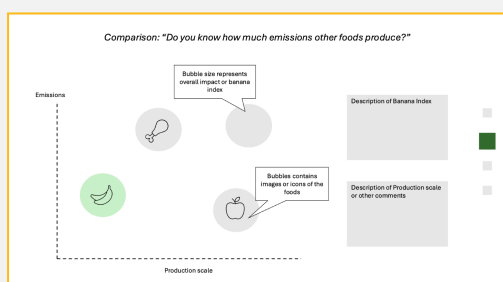 Comparison: "Do you know how much emissions other foods produce?"
Bubble size represents
overall impact or banana
index
Emissions
Description of Banana Index
Bubbles contains
images or icons of the
foods
Description of Production scale
or other comments
Production scale